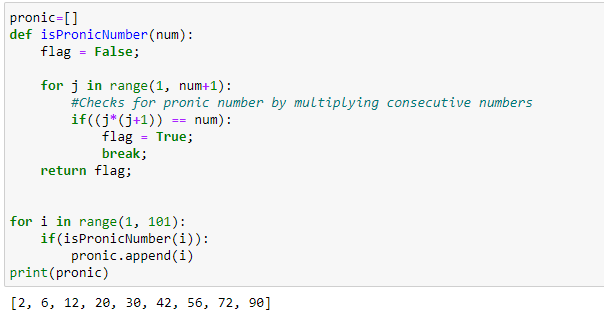 pronic=[]
def isPronicNumber(num):
    flag = False;

    for j in range(1, num+1):
        #Checks for pronic number by multiplying consecutive numbers
        if((j*(j+1)) == num):
            flag = True;
            break;
    return flag;


for i in range(1, 101):
    if(isPronicNumber(i)):
        pronic.append(i)
print(pronic)
[2, 6, 12, 20, 30, 42, 56, 72, 90]